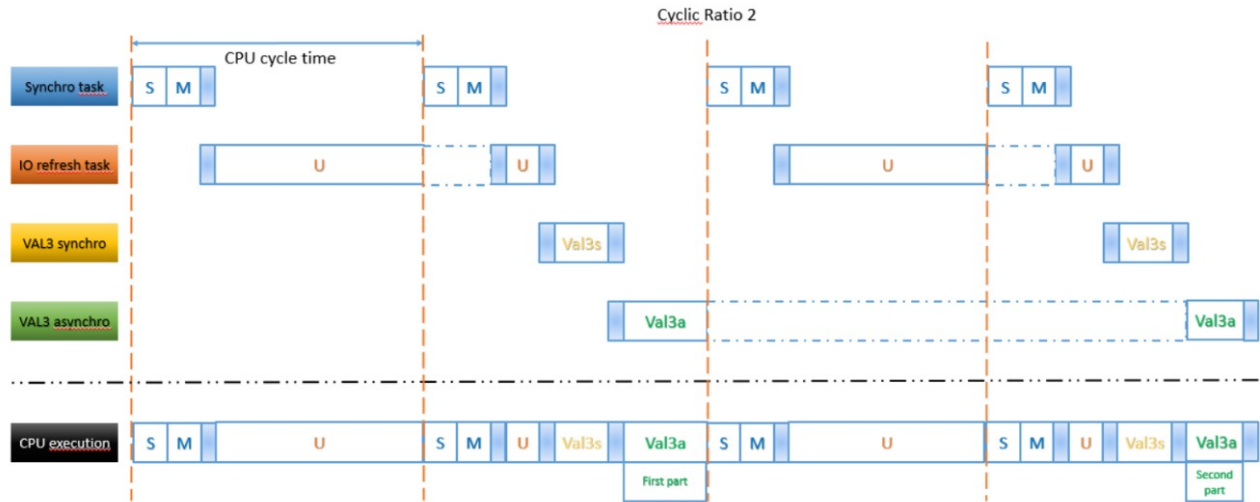 Cyclic Ratio 2
CPU cycle time
Synchro task
S M S M S M S M
IO refresh task
U U U U
VAL3 synchro
Val3s Val3s
VAL3 asynchro
Val3a Val3a
CPU execution
S M U S M U Val3s Val3a S M U S M U Val3s Val3a
First part
Second
part